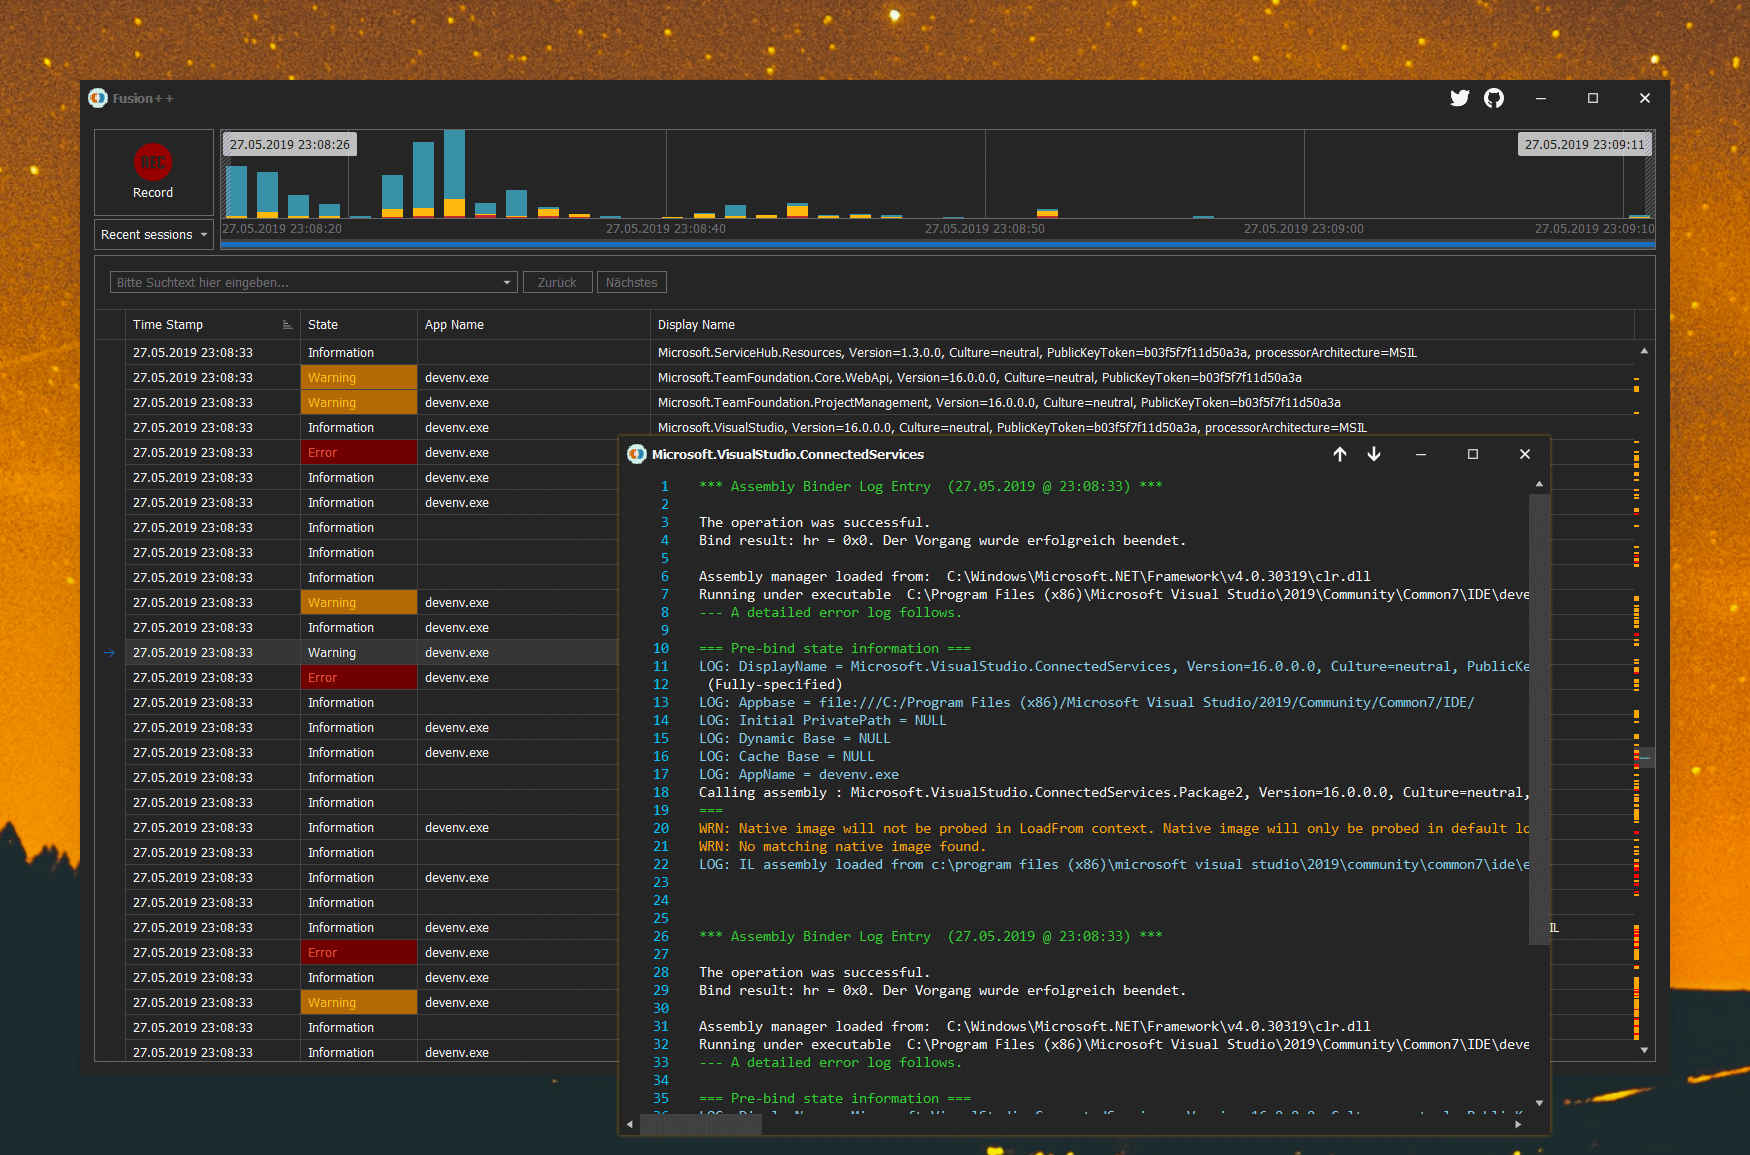 Fusion++
REC
Record
Recent sessions
27.05.2019 23:08:26
27.05.2019 23:09:11
27.05.2019 23:08:20
27.05.2019 23:08:40
27.05.2019 23:08:50
27.05.2019 23:09:00
27.05.2019 23:09:10
Bitte Suchtext hier eingeben...
Zurück
Nächstes
Time Stamp State App Name Display Name
27.05.2019 23:08:33 Information Microsoft.ServiceHub.Resources, Version=1.3.0.0, Culture=neutral, PublicKeyToken=b03f5f7f11d50a3a, processorArchitecture=MSIL
27.05.2019 23:08:33 Warning devenv.exe Microsoft.TeamFoundation.Core.WebApi, Version=16.0.0.0, Culture=neutral, PublicKeyToken=b03f5f7f11d50a3a
27.05.2019 23:08:33 Warning devenv.exe Microsoft.TeamFoundation.ProjectManagement, Version=16.0.0.0, Culture=neutral, PublicKeyToken=b03f5f7f11d50a3a
27.05.2019 23:08:33 Information devenv.exe Microsoft.VisualStudio, Version=16.0.0.0, Culture=neutral, PublicKeyToken=b03f5f7f11d50a3a, processorArchitecture=MSIL
27.05.2019 23:08:33 Error devenv.exe
27.05.2019 23:08:33 Information devenv.exe
27.05.2019 23:08:33 Information devenv.exe
27.05.2019 23:08:33 Information
27.05.2019 23:08:33 Information
27.05.2019 23:08:33 Information
27.05.2019 23:08:33 Warning devenv.exe
27.05.2019 23:08:33 Information devenv.exe
27.05.2019 23:08:33 Warning devenv.exe
27.05.2019 23:08:33 Error devenv.exe
27.05.2019 23:08:33 Information
27.05.2019 23:08:33 Information devenv.exe
27.05.2019 23:08:33 Information devenv.exe
27.05.2019 23:08:33 Information
27.05.2019 23:08:33 Information
27.05.2019 23:08:33 Information devenv.exe
27.05.2019 23:08:33 Information
27.05.2019 23:08:33 Information devenv.exe
27.05.2019 23:08:33 Information
27.05.2019 23:08:33 Information devenv.exe IL
27.05.2019 23:08:33 Error devenv.exe
27.05.2019 23:08:33 Information devenv.exe
27.05.2019 23:08:33 Warning devenv.exe
27.05.2019 23:08:33 Information
27.05.2019 23:08:33 Information devenv.exe
Microsoft.VisualStudio.ConnectedServices
1 *** Assembly Binder Log Entry (27.05.2019 @ 23:08:33) ***
2
3 The operation was successful.
4 Bind result: hr = 0x0. Der Vorgang wurde erfolgreich beendet.
5
6 Assembly manager loaded from: C:\Windows\Microsoft.NET\Framework\v4.0.30319\clr.dll
7 Running under executable C:\Program Files (x86)\Microsoft Visual Studio\2019\Community\Common7\IDE\deve
8 --- A detailed error log follows.
9
10 === Pre-bind state information ===
11 LOG: DisplayName = Microsoft.VisualStudio.ConnectedServices, Version=16.0.0.0, Culture=neutral, PublicKe
12 (Fully-specified)
13 LOG: Appbase = file:///C:/Program Files (x86)/Microsoft Visual Studio/2019/Community/Common7/IDE/
14 LOG: Initial PrivatePath = NULL
15 LOG: Dynamic Base = NULL
16 LOG: Cache Base = NULL
17 LOG: AppName = devenv.exe
18 Calling assembly : Microsoft.VisualStudio.ConnectedServices.Package2, Version=16.0.0.0, Culture=neutral,
19 ===
20 WRN: Native image will not be probed in LoadFrom context. Native image will only be probed in default lo
21 WRN: No matching native image found.
22 LOG: IL assembly loaded from c:\program files (x86)\microsoft visual studio\2019\community\common7\ide\e
23
24
25
26 *** Assembly Binder Log Entry (27.05.2019 @ 23:08:33) ***
27
28 The operation was successful.
29 Bind result: hr = 0x0. Der Vorgang wurde erfolgreich beendet.
30
31 Assembly manager loaded from: C:\Windows\Microsoft.NET\Framework\v4.0.30319\clr.dll
32 Running under executable C:\Program Files (x86)\Microsoft Visual Studio\2019\Community\Common7\IDE\deve
33 --- A detailed error log follows.
34
35 === Pre-bind state information ===